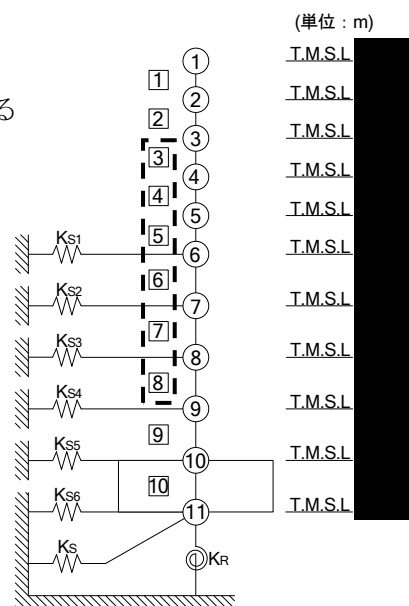 (単位：m)
① T.M.S.L
1
② T.M.S.L
る
2
③ T.M.S.L
3
④ T.M.S.L
4
⑤ T.M.S.L
5
KS1 ⑥ T.M.S.L
6
KS2 ⑦ T.M.S.L
7
KS3 ⑧ T.M.S.L
8
KS4 ⑨ T.M.S.L
9
KS5 ⑩ T.M.S.L
10
KS6 ⑪ T.M.S.L
KS KR